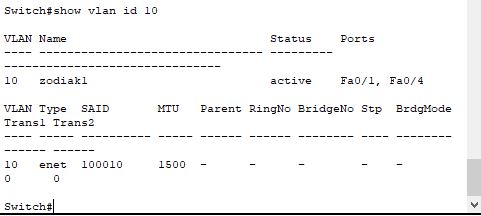 Switch#show vlan id 10
VLAN Name                             Status    Ports
---- -------------------------------- --------- -------------------------------
10   zodiak1                          active    Fa0/1, Fa0/4
VLAN Type  SAID       MTU   Parent RingNo BridgeNo Stp  BrdgMode
Trans1 Trans2
---- ----- ---------- ----- ------ ------ -------- ---- --------
------ ------
10   enet  100010     1500  -      -      -        -    -
0      0
Switch#